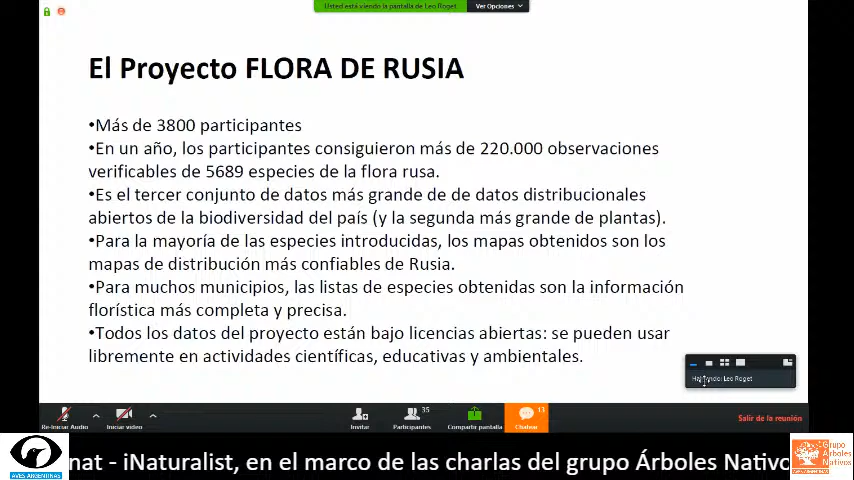 Usted está viendo la pantalla de Leo Roget
Ver Opciones
El Proyecto FLORA DE RUSIA
•Más de 3800 participantes
•En un año, los participantes consiguieron más de 220.000 observaciones
verificables de 5689 especies de la flora rusa.
•Es el tercer conjunto de datos más grande de de datos distribucionales
abiertos de la biodiversidad del país (y la segunda más grande de plantas).
•Para la mayoría de las especies introducidas, los mapas obtenidos son los
mapas de distribución más confiables de Rusia.
•Para muchos municipios, las listas de especies obtenidas son la información
florística más completa y precisa.
•Todos los datos del proyecto están bajo licencias abiertas: se pueden usar
libremente en actividades científicas, educativas y ambientales.
Hablando: Leo Roget
35
13
Re-Iniciar Audio
Iniciar video
Invitar
Participantes
Compartir pantalla
Chatear
Salir de la reunión
nat - iNaturalist, en el marco de las charlas del grupo Árboles Nativo
AVES ARGENTINAS
Grupo
Árboles
Nativos